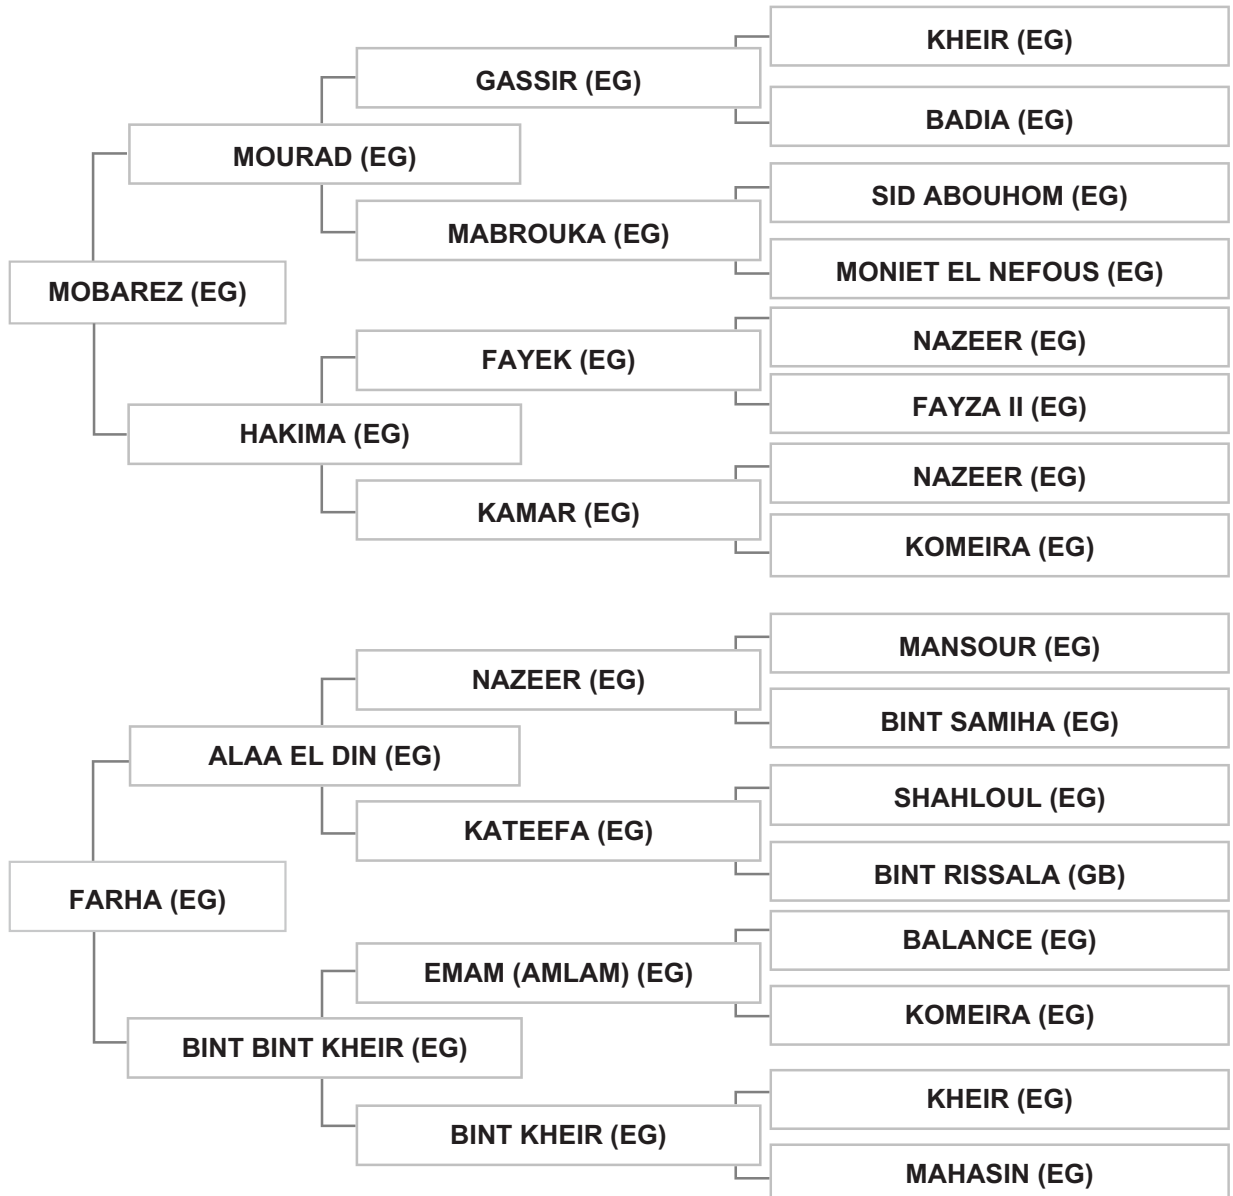 KHEIR (EG)
GASSIR (EG)
BADIA (EG)
MOURAD (EG)
SID ABOUHOM (EG)
MABROUKA (EG)
MONIET EL NEFOUS (EG)
MOBAREZ (EG)
NAZEER (EG)
FAYEK (EG)
FAYZA II (EG)
HAKIMA (EG)
NAZEER (EG)
KAMAR (EG)
KOMEIRA (EG)
MANSOUR (EG)
NAZEER (EG)
BINT SAMIHA (EG)
ALAA EL DIN (EG)
SHAHLOUL (EG)
KATEEFA (EG)
BINT RISSALA (GB)
FARHA (EG)
BALANCE (EG)
EMAM (AMLAM) (EG)
KOMEIRA (EG)
BINT BINT KHEIR (EG)
KHEIR (EG)
BINT KHEIR (EG)
MAHASIN (EG)